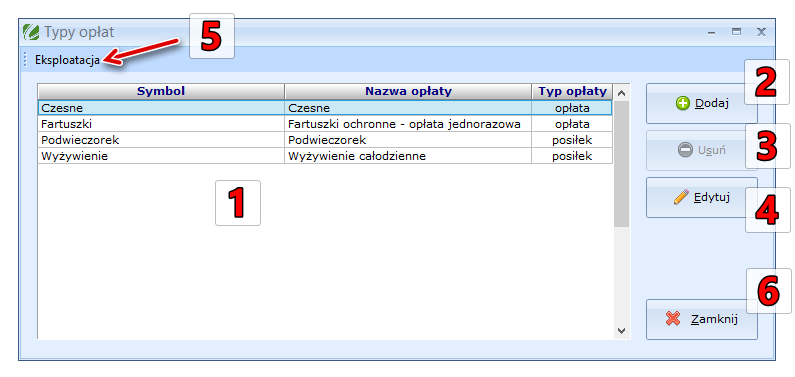 Typy opłat
5
Eksploatacja
Symbol Nazwa opłaty Typ opłaty
Czesne Czesne opłata
Fartuszki Fartuszki ochronne - opłata jednorazowa opłata
Podwieczorek Podwieczorek posiłek
Wyżywienie Wyżywienie całodzienne posiłek
1
2
Dodaj
3
Usuń
Edytuj
4
6
Zamknij